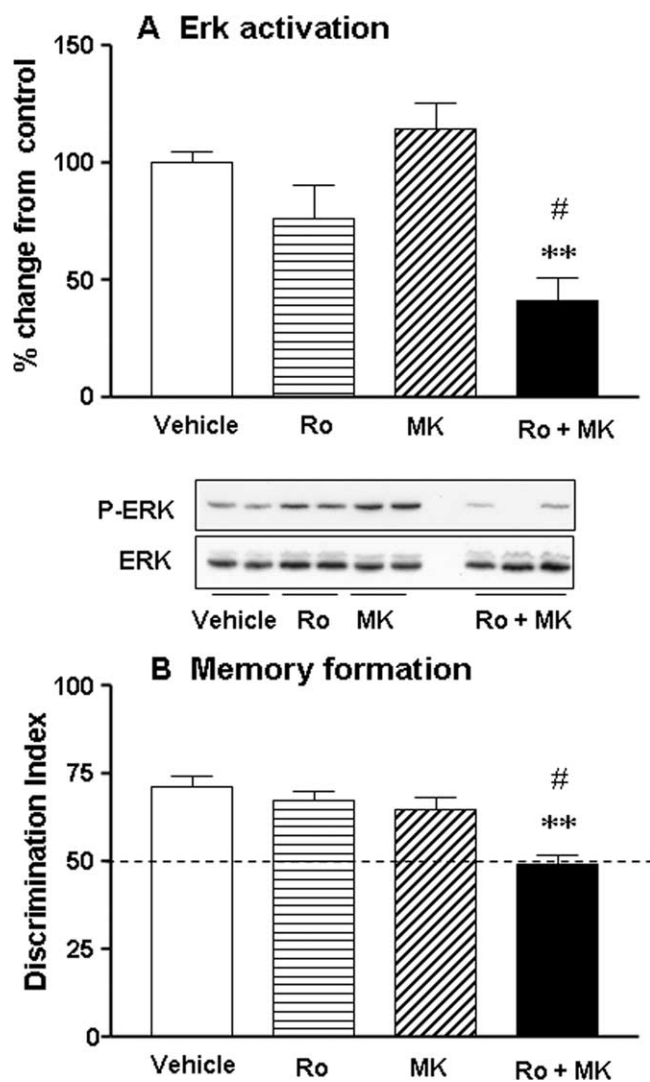 A Erk activation
% change from control
150
100
50
0
#
**
Vehicle Ro MK Ro + MK
P-ERK
ERK
Vehicle Ro MK Ro + MK
B Memory formation
Discrimination Index
100
75
50
25
0
#
**
Vehicle Ro MK Ro + MK